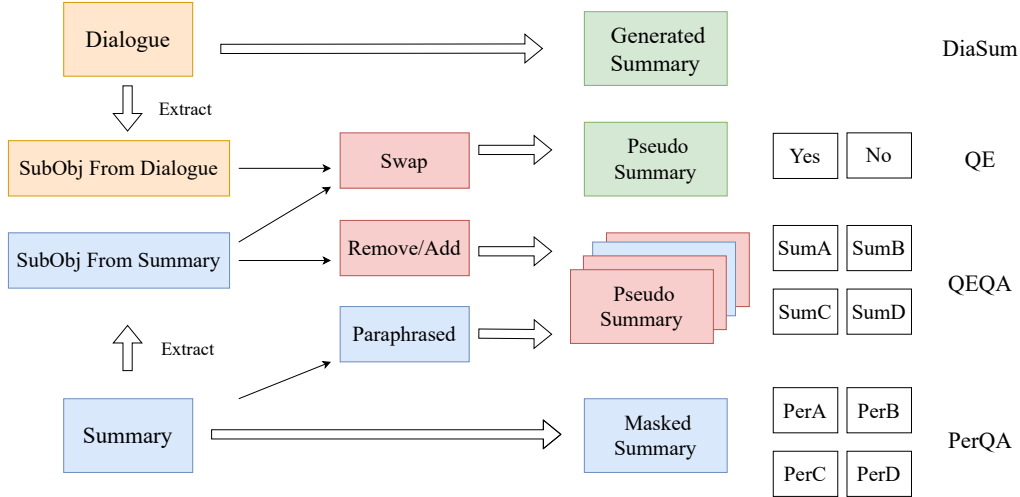 Dialogue
Generated
Summary
DiaSum
Extract
SubObj From Dialogue
Swap
Pseudo
Summary
Yes
No
QE
SubObj From Summary
Remove/Add
SumA
SumB
QEQA
Pseudo
Summary
SumC
SumD
Paraphrased
Extract
Summary
Masked
Summary
PerA
PerB
PerQA
PerC
PerD